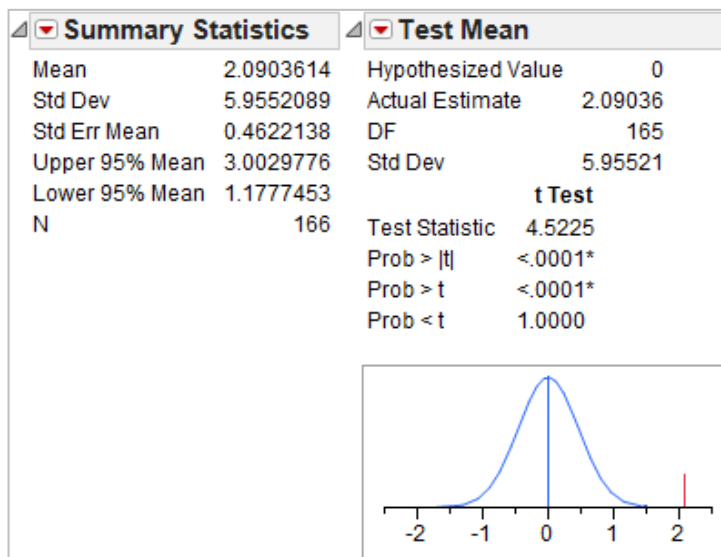 Summary Statistics
Mean 2.0903614
Std Dev 5.9552089
Std Err Mean 0.4622138
Upper 95% Mean 3.0029776
Lower 95% Mean 1.1777453
N 166
Test Mean
Hypothesized Value 0
Actual Estimate 2.09036
DF 165
Std Dev 5.95521
t Test
Test Statistic 4.5225
Prob > |t| <.0001*
Prob > t <.0001*
Prob < t 1.0000
-2 -1 0 1 2